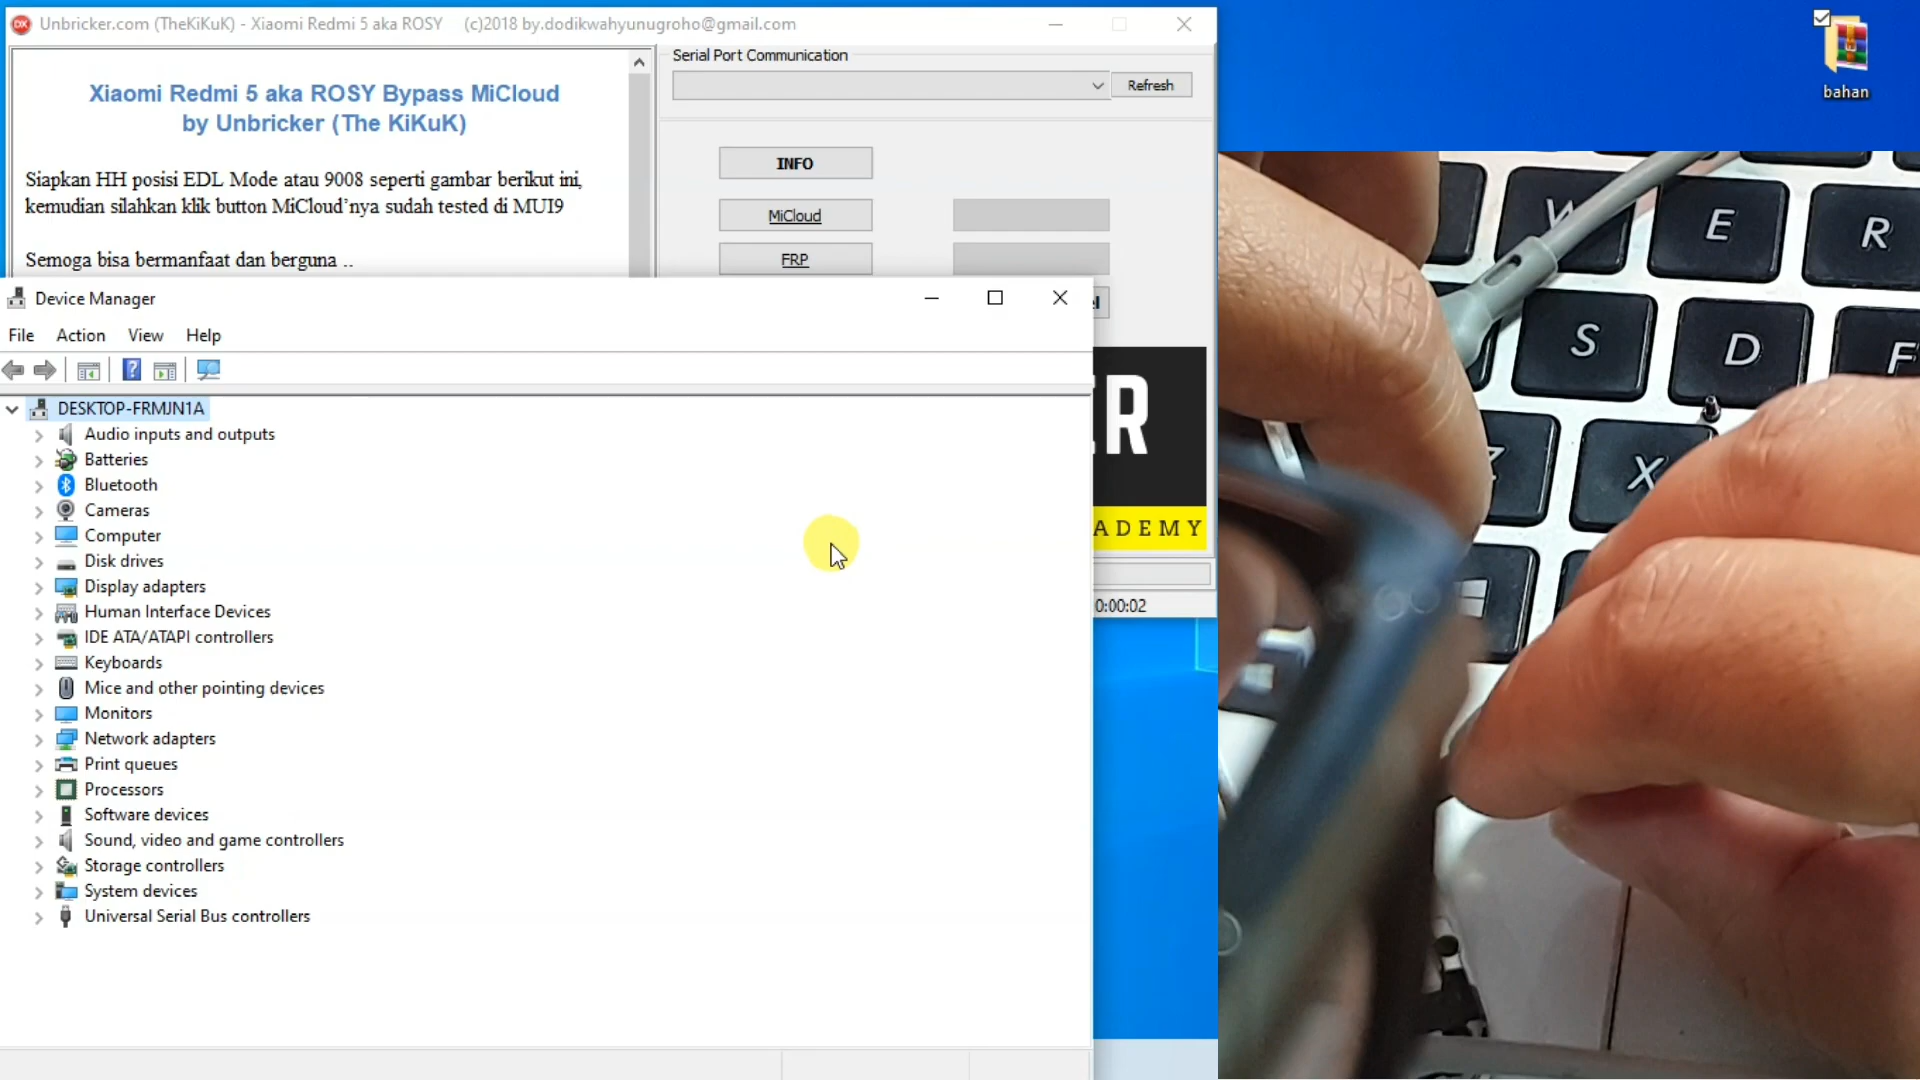 Unbricker.com (TheKiKuK) - Xiaomi Redmi 5 aka ROSY (c)2018 by.dodikwahyunugroho@gmail.com
Xiaomi Redmi 5 aka ROSY Bypass MiCloud
by Unbricker (The KiKuK)
Siapkan HH posisi EDL Mode atau 9008 seperti gambar berikut ini,
kemudian silahkan klik button MiCloud'nya sudah tested di MUI9
Semoga bisa bermanfaat dan berguna ..
Serial Port Communication
Refresh
INFO
MiCloud
FRP
ER
ADEMY
0:00:02
bahan
Device Manager
File Action View Help
DESKTOP-FRMJN1A
Audio inputs and outputs
Batteries
Bluetooth
Cameras
Computer
Disk drives
Display adapters
Human Interface Devices
IDE ATA/ATAPI controllers
Keyboards
Mice and other pointing devices
Monitors
Network adapters
Print queues
Processors
Software devices
Sound, video and game controllers
Storage controllers
System devices
Universal Serial Bus controllers
W E R
S D F
Z X